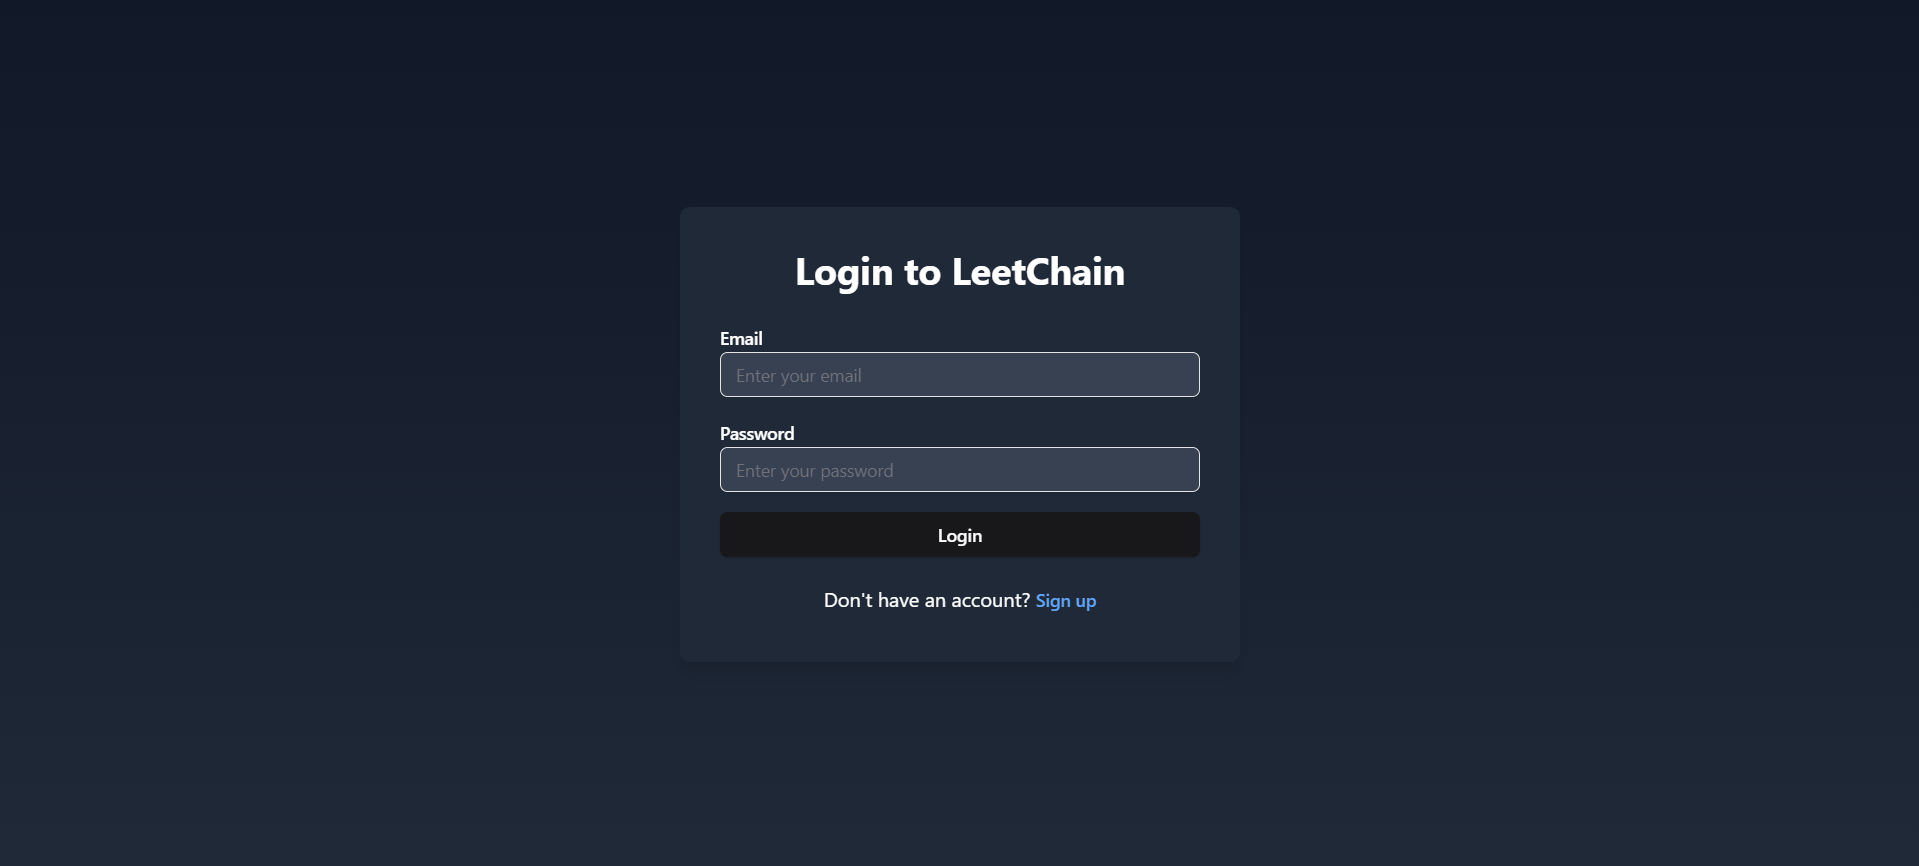 Login to LeetChain
Email
Enter your email
Password
Enter your password
Login
Don't have an account? Sign up